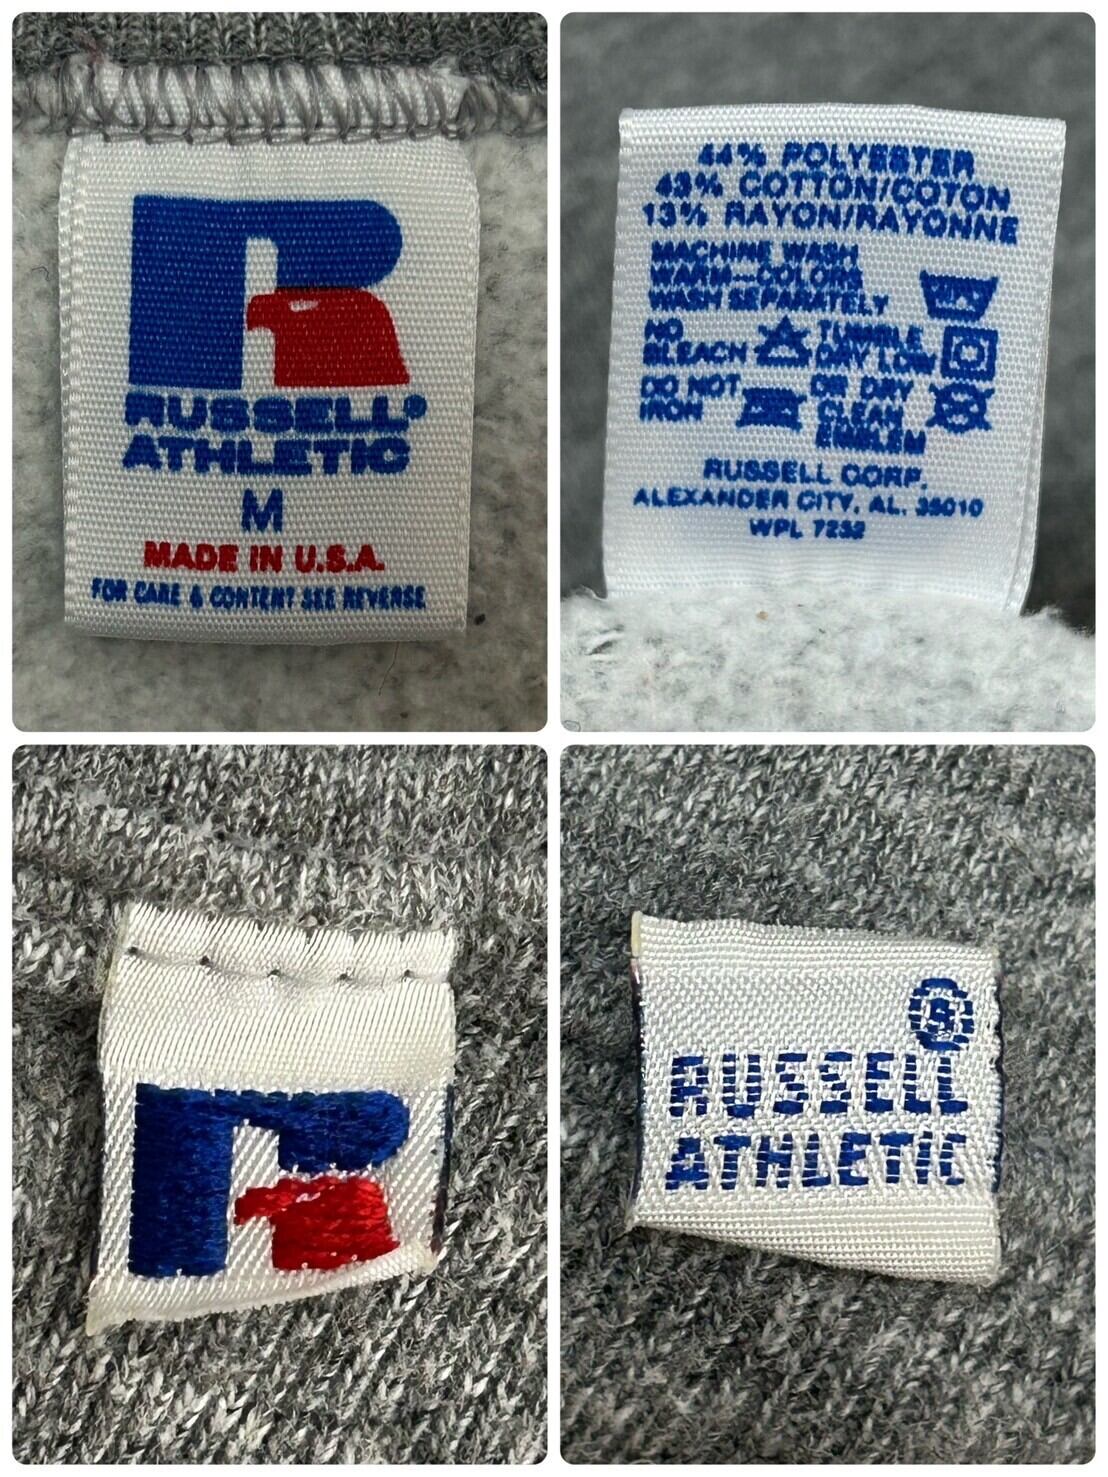 RUSSELL®
ATHLETIC
M
MADE IN U.S.A.
FOR CARE & CONTENT SEE REVERSE
44% POLYESTER
43% COTTON/COTON
13% RAYON/RAYONNE
MACHINE WASH
WARM-COLORS
WASH SEPARATELY
NO
BLEACH
TUMBLE
DRY LOW
DO NOT
IRON
OR DRY
CLEAN
EMBLEM
RUSSELL CORP.
ALEXANDER CITY, AL. 35010
WPL 7232
R
®
RUSSELL
ATHLETIC